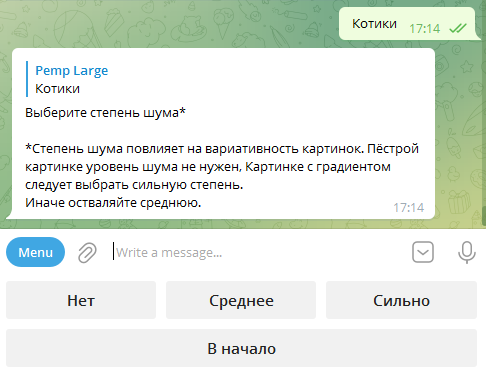 Котики 17:14
Pemp Large
Котики
Выберите степень шума*
*Степень шума повлияет на вариативность картинок. Пёстрой
картинке уровень шума не нужен, Картинке с градиентом
следует выбрать сильную степень.
Иначе осталяйте среднюю.
17:14
Menu Write a message...
Нет Среднее Сильно
В начало